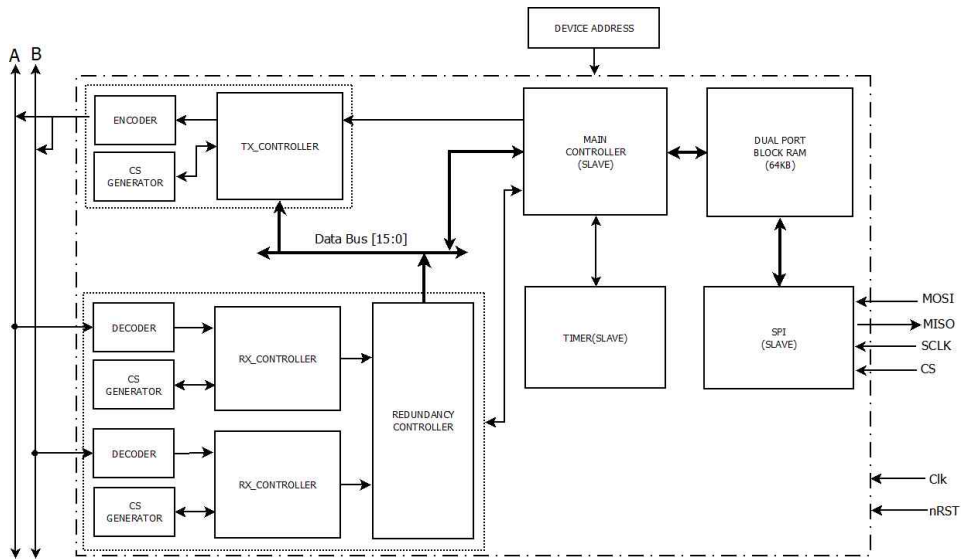 DEVICE ADDRESS
A
B
ENCODER
TX_CONTROLLER
CS
GENERATOR
MAIN
CONTROLLER
(SLAVE)
DUAL PORT
BLOCK RAM
(64KB)
Data Bus [15:0]
DECODER
RX_CONTROLLER
CS
GENERATOR
REDUNDANCY
CONTROLLER
DECODER
RX_CONTROLLER
CS
GENERATOR
TIMER(SLAVE)
SPI
(SLAVE)
MOSI
MISO
SCLK
CS
Clk
nRST